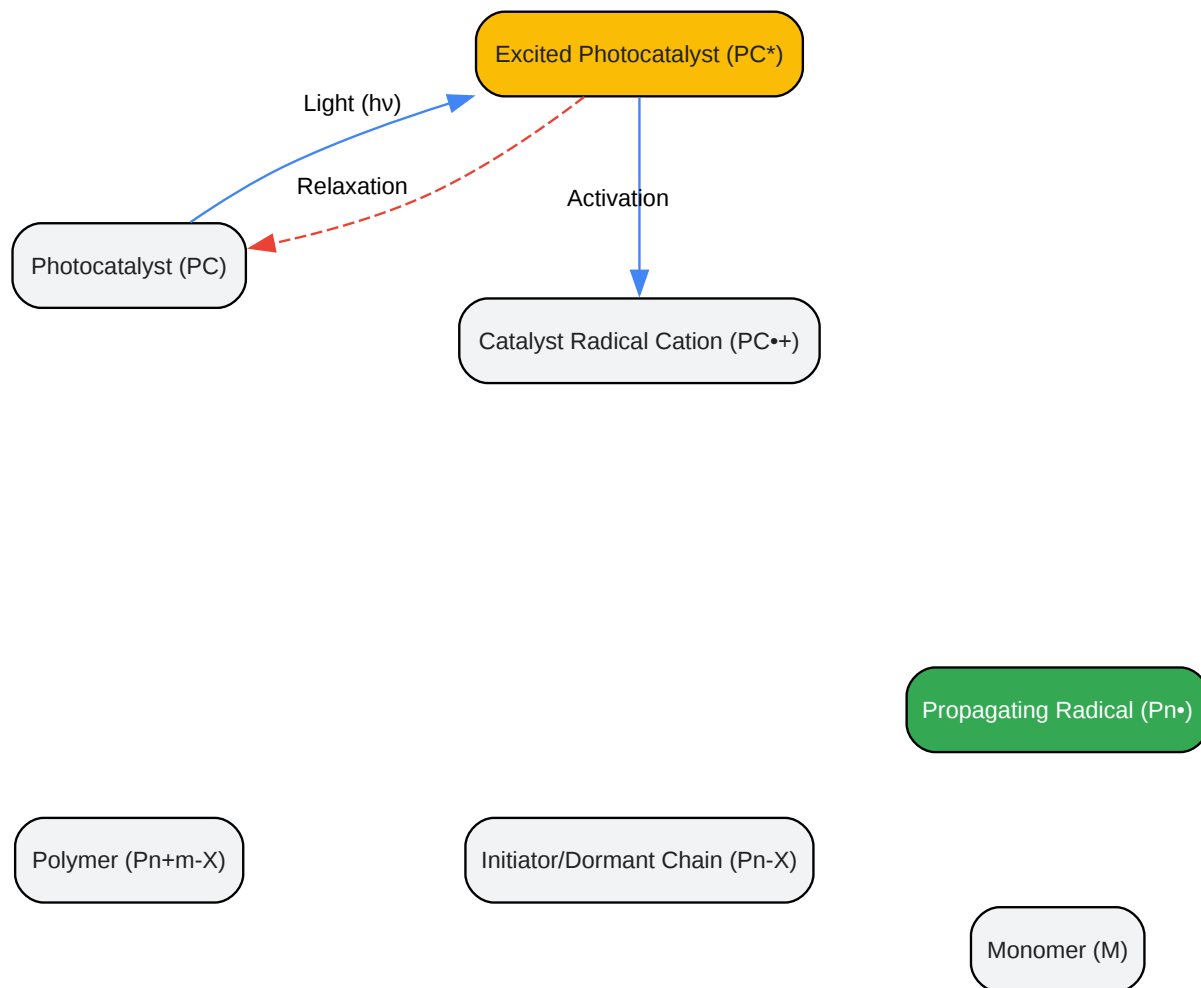 Excited Photocatalyst (PC*)
Light (hν)
Relaxation
Activation
Photocatalyst (PC)
Catalyst Radical Cation (PC•+)
Propagating Radical (Pn•)
Polymer (Pn+m-X)
Initiator/Dormant Chain (Pn-X)
Monomer (M)